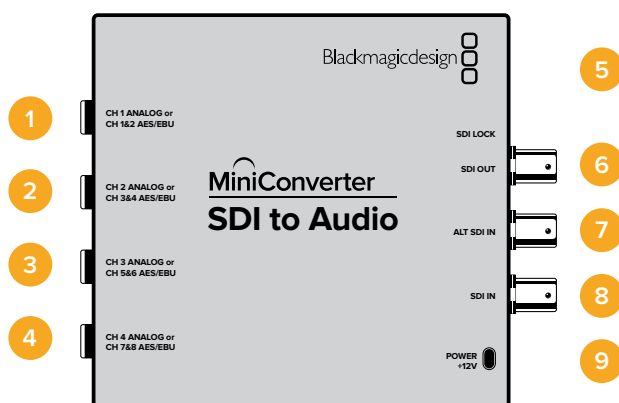 Blackmagicdesign
5
1
CH 1 ANALOG or
CH 1&2 AES/EBU
SDI LOCK
6
SDI OUT
2
CH 2 ANALOG or
CH 3&4 AES/EBU
MiniConverter
SDI to Audio
7
ALT SDI IN
3
CH 3 ANALOG or
CH 5&6 AES/EBU
8
SDI IN
4
CH 4 ANALOG or
CH 7&8 AES/EBU
POWER
+12V
9